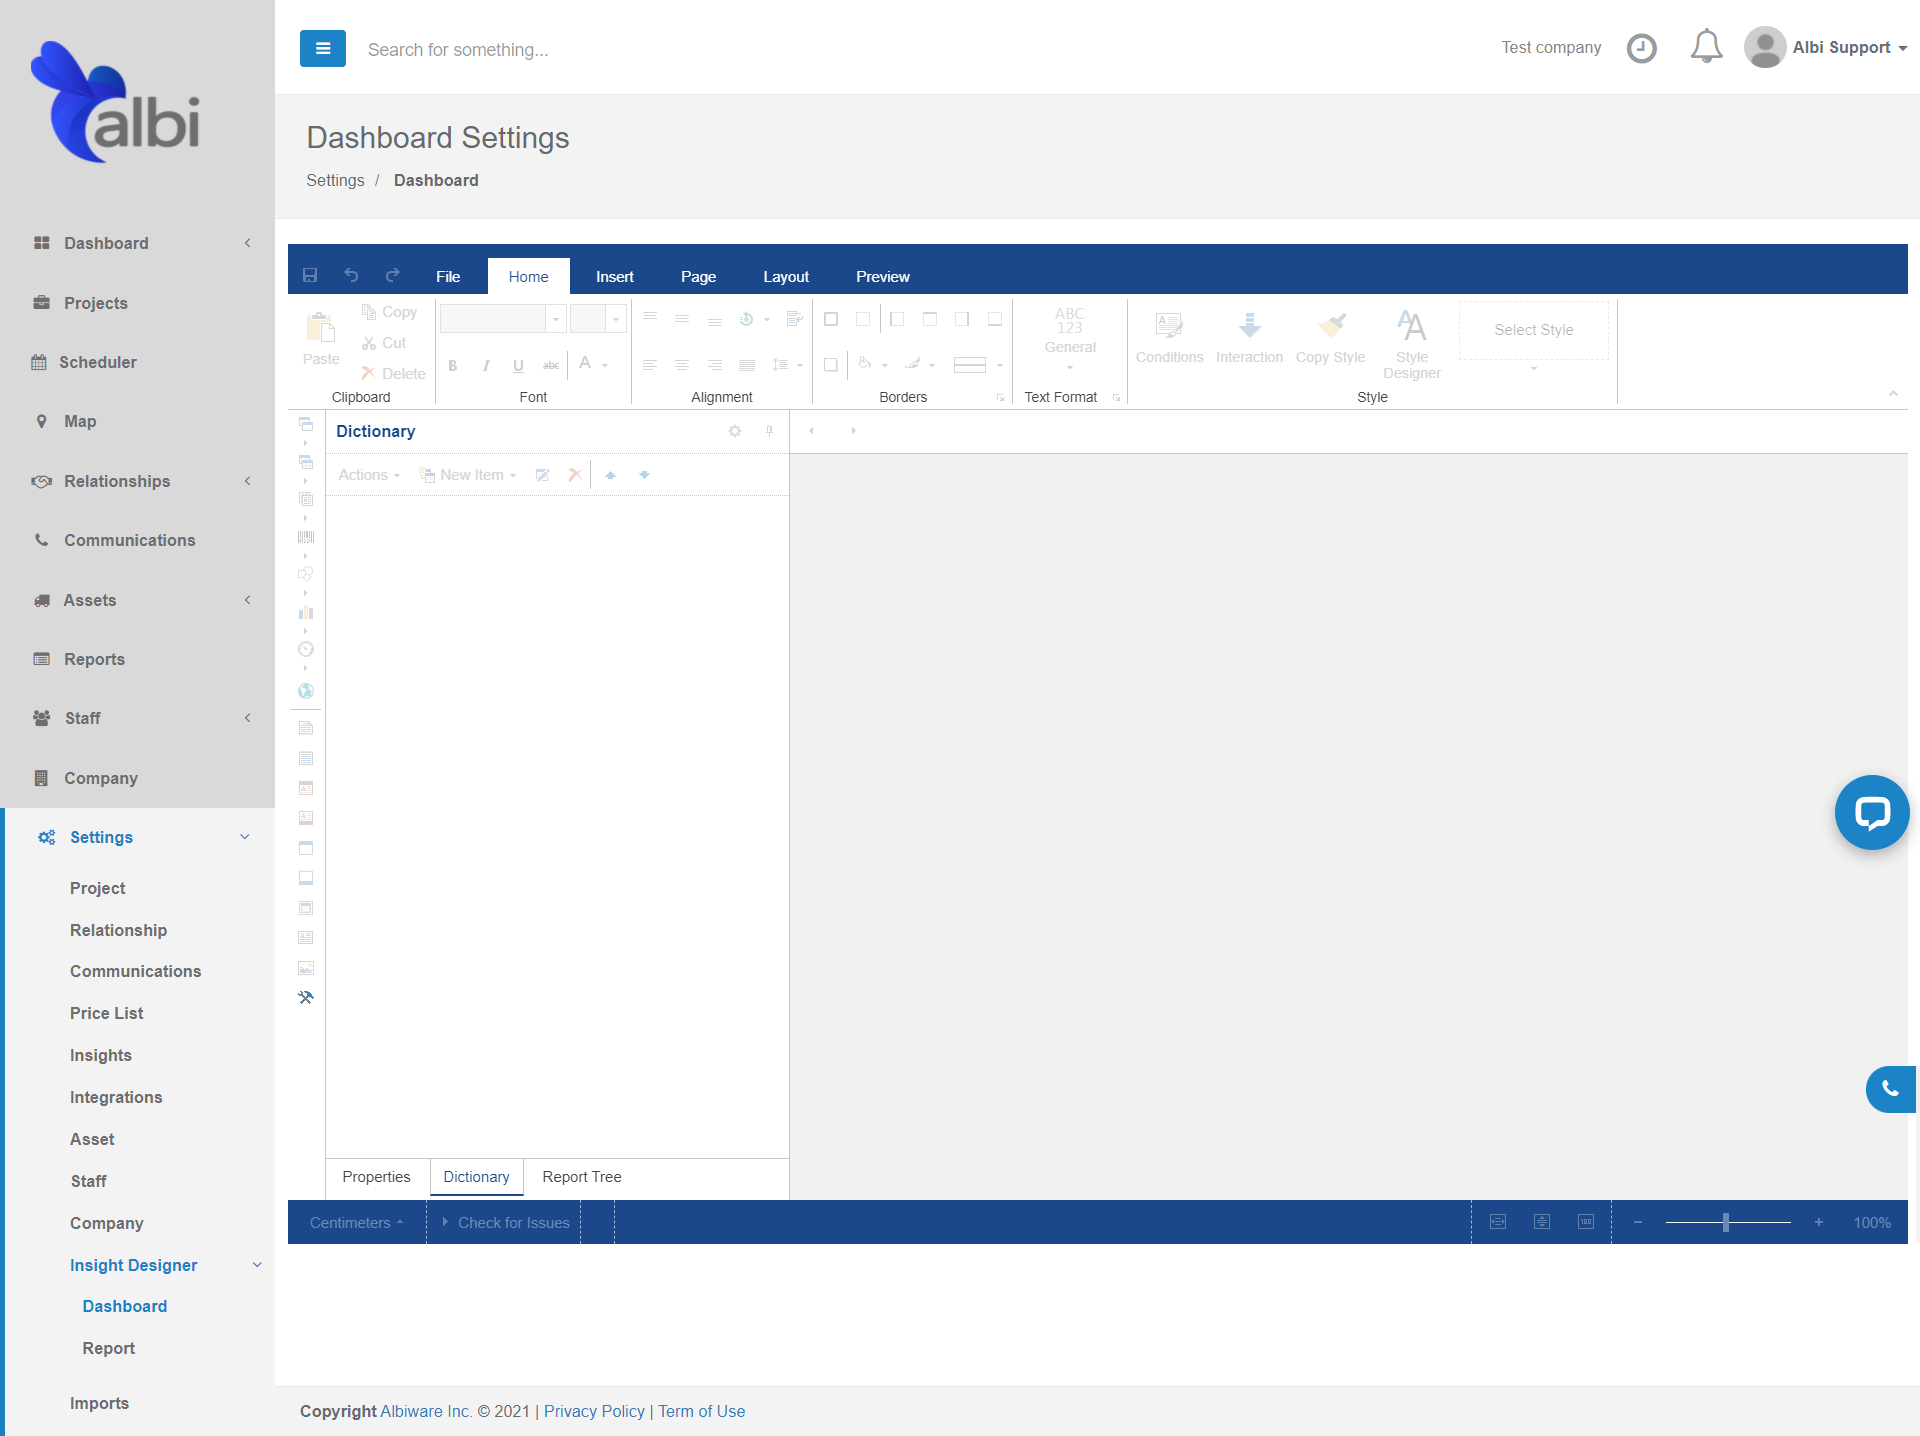 albi
Search for something...
Test company
Albi Support
Dashboard Settings
Settings / Dashboard
Dashboard
Projects
Scheduler
Map
Relationships
Communications
Assets
Reports
Staff
Company
Settings
Project
Relationship
Communications
Price List
Insights
Integrations
Asset
Staff
Company
Insight Designer
Dashboard
Report
Imports
File
Home
Insert
Page
Layout
Preview
Paste
Copy
Cut
Delete
Clipboard
B
I
U
abc
A
Font
Alignment
Borders
ABC
123
General
Text Format
Conditions
Interaction
Copy Style
Style
Designer
Select Style
Style
Dictionary
Actions
New Item
Properties
Dictionary
Report Tree
Centimeters
Check for Issues
100
100%
Copyright Albiware Inc. © 2021 | Privacy Policy | Term of Use